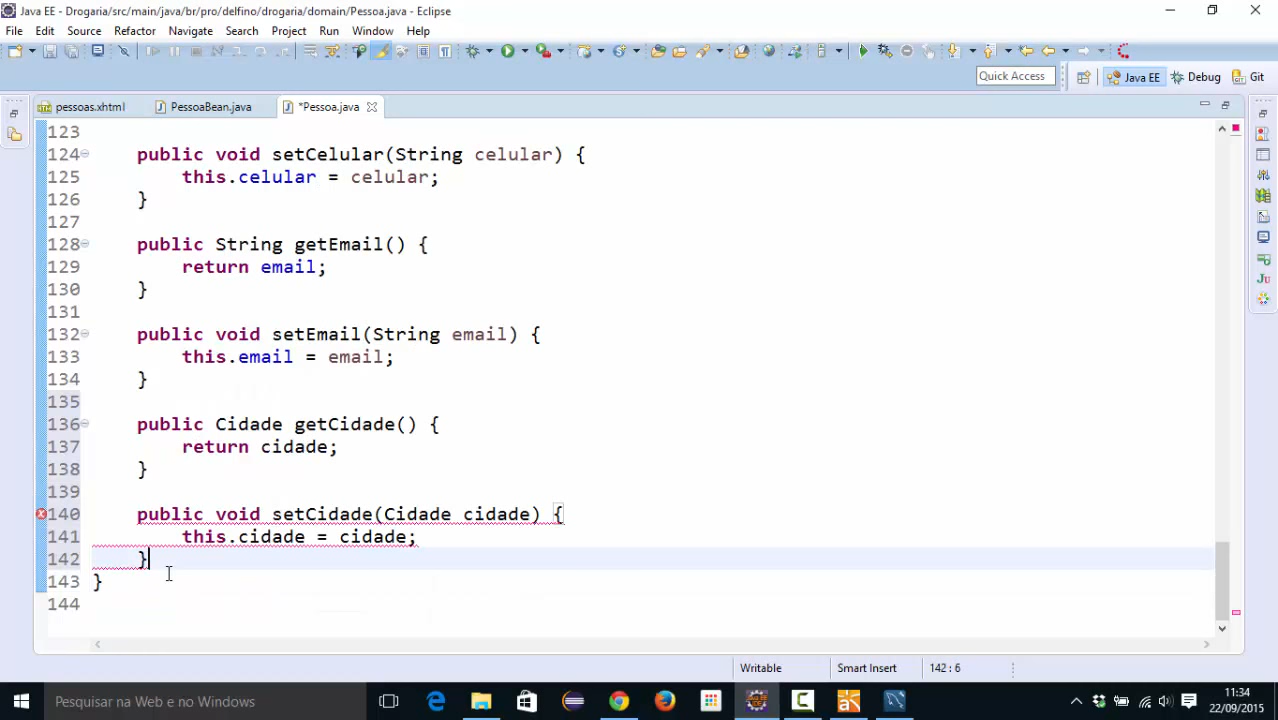 Java EE - Drogaria/src/main/java/br/pro/delfino/drogaria/domain/Pessoa.java - Eclipse
File Edit Source Refactor Navigate Search Project Run Window Help
Quick Access Java EE Debug Git
pessoas.xhtml PessoaBean.java *Pessoa.java
123
124 public void setCelular(String celular) {
125 this.celular = celular;
126 }
127
128 public String getEmail() {
129 return email;
130 }
131
132 public void setEmail(String email) {
133 this.email = email;
134 }
135
136 public Cidade getCidade() {
137 return cidade;
138 }
139
140 public void setCidade(Cidade cidade) {
141 this.cidade = cidade;
142 }
143 }
144
Writable Smart Insert 142 : 6
Pesquisar na Web e no Windows
11:34
22/09/2015